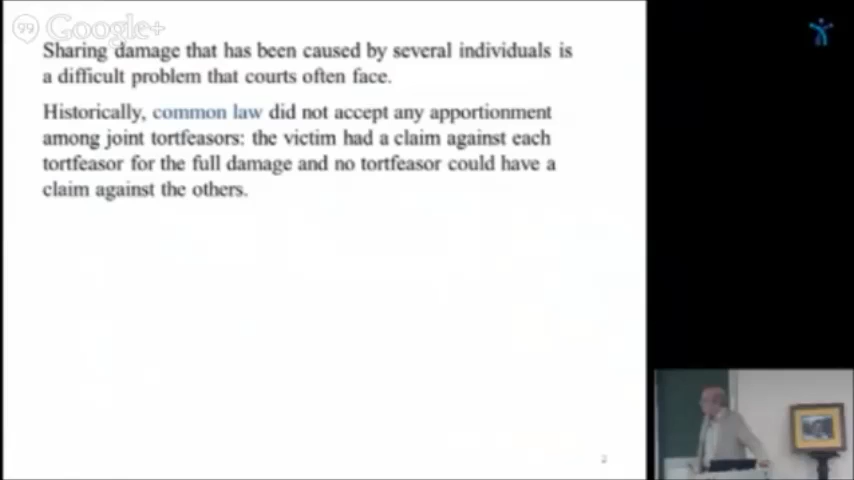 99 Google+
Sharing damage that has been caused by several individuals is
a difficult problem that courts often face.
Historically, common law did not accept any apportionment
among joint tortfeasors: the victim had a claim against each
tortfeasor for the full damage and no tortfeasor could have a
claim against the others.
2